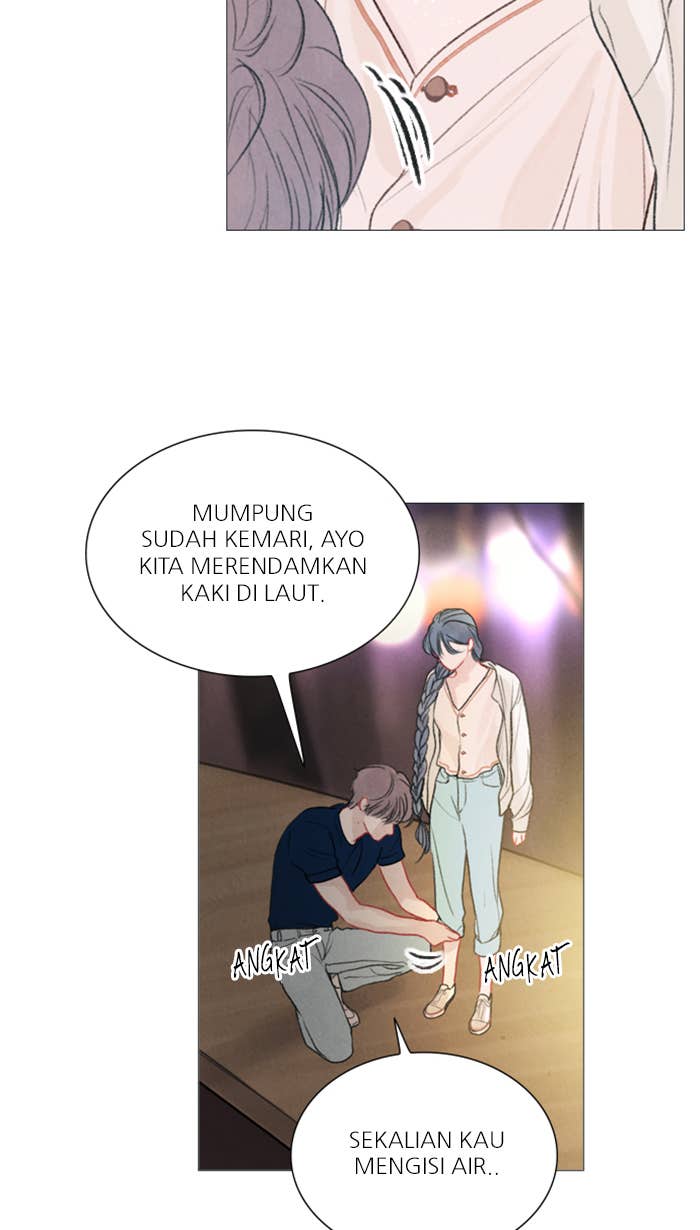 MUMPUNG
SUDAH KEMARI, AYO
KITA MERENDAMKAN
KAKI DI LAUT.
ANGKAT
ANGKAT
SEKALIAN KAU
MENGISI AIR..